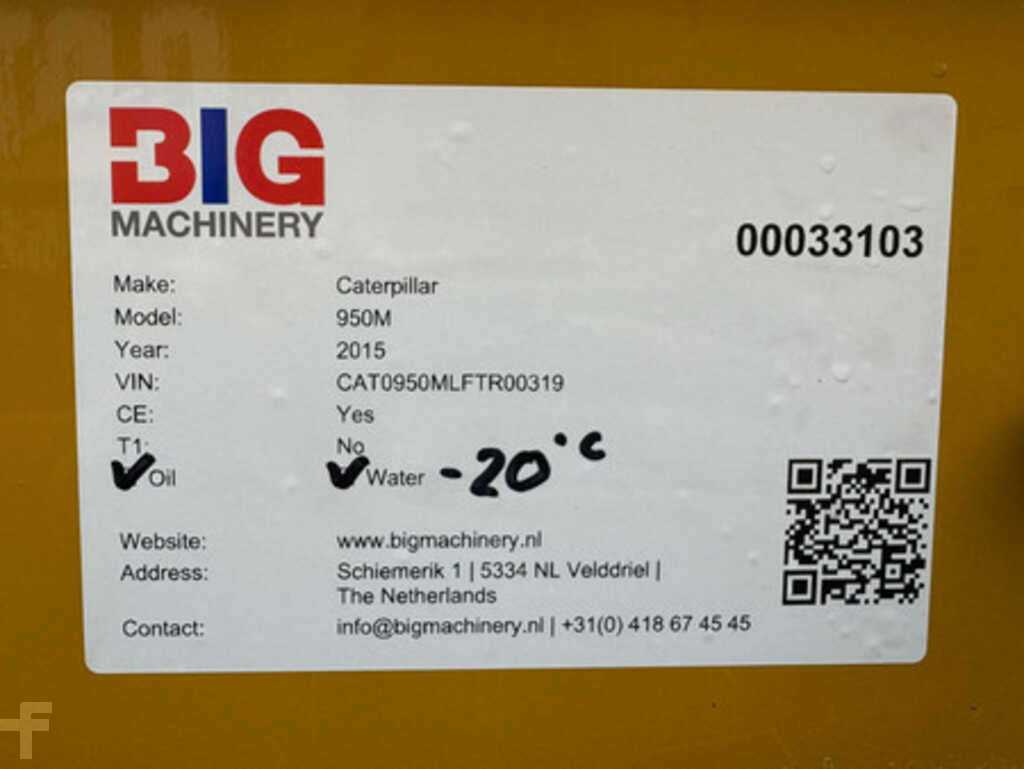 BIG
MACHINERY
00033103
Make: Caterpillar
Model: 950M
Year: 2015
VIN: CAT0950MLFTR00319
CE: Yes
T1: No
✓ Oil ✓ Water -20°C
Website: www.bigmachinery.nl
Address: Schiemerik 1 | 5334 NL Velddriel |
The Netherlands
Contact: info@bigmachinery.nl | +31(0) 418 67 45 45